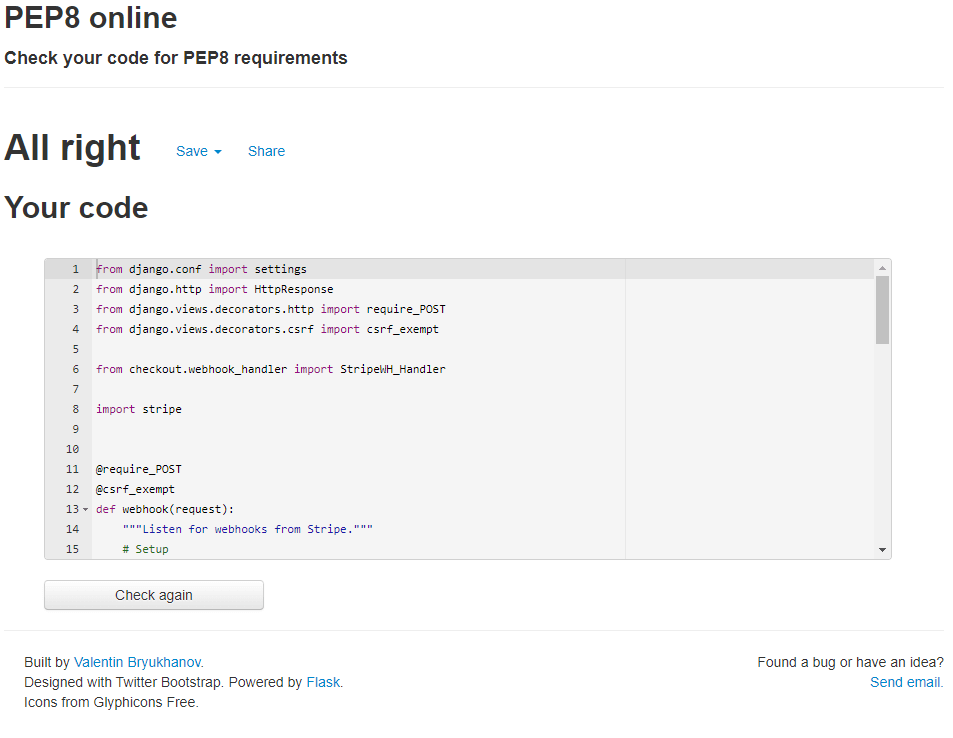 PEP8 online
Check your code for PEP8 requirements
All right Save Share
Your code
1 from django.conf import settings
2 from django.http import HttpResponse
3 from django.views.decorators.http import require_POST
4 from django.views.decorators.csrf import csrf_exempt
5
6 from checkout.webhook_handler import StripeWH_Handler
7
8 import stripe
9
10
11 @require_POST
12 @csrf_exempt
13 def webhook(request):
14 """Listen for webhooks from Stripe."""
15 # Setup
Check again
Built by Valentin Bryukhanov. Found a bug or have an idea?
Designed with Twitter Bootstrap. Powered by Flask. Send email.
Icons from Glyphicons Free.